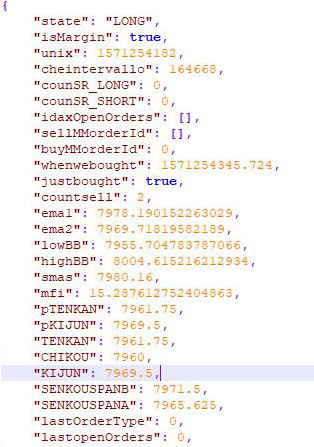 {
"state": "LONG",
"isMargin": true,
"unix": 1571254182,
"cheintervallo": 164668,
"counSR_LONG": 0,
"counSR_SHORT": 0,
"idaxOpenOrders": [],
"sellMMorderId": [],
"buyMMorderId": 0,
"whenwebought": 1571254345.724,
"justbought": true,
"countsell": 2,
"ema1": 7978.190152263029,
"ema2": 7969.71819582189,
"lowBB": 7955.704783787066,
"highBB": 8004.615216212934,
"smas": 7980.16,
"mfi": 15.287612752404863,
"pTENKAN": 7961.75,
"pKIJUN": 7969.5,
"TENKAN": 7961.75,
"CHIKOU": 7960,
"KIJUN": 7969.5,
"SENKOUSPANB": 7971.5,
"SENKOUSPANA": 7965.625,
"lastOrderType": 0,
"lastopenOrders": 0,